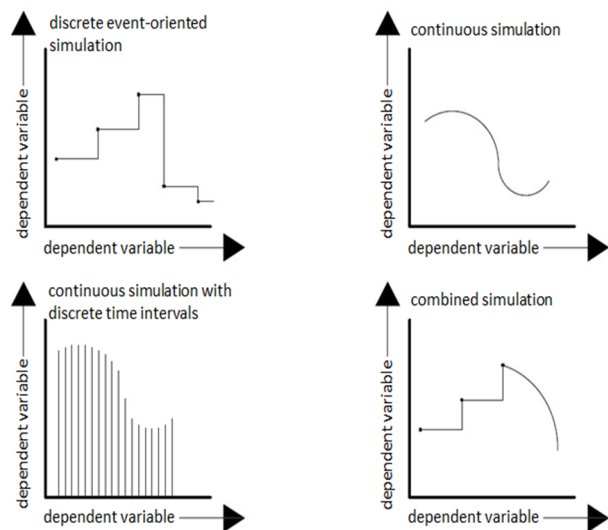 discrete event-oriented
simulation
dependent variable
dependent variable
continuous simulation
dependent variable
dependent variable
continuous simulation with
discrete time intervals
dependent variable
dependent variable
combined simulation
dependent variable
dependent variable